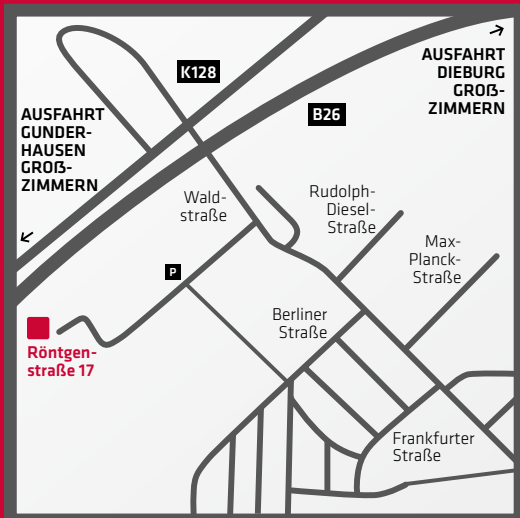 K128
AUSFAHRT
DIEBURG
GROß-
ZIMMERN
B26
AUSFAHRT
GUNDER-
HAUSEN
GROß-
ZIMMERN
Wald-
straße
Rudolph-
Diesel-
Straße
Max-
Planck-
Straße
P
Berliner
Straße
Röntgen-
straße 17
Frankfurter
Straße